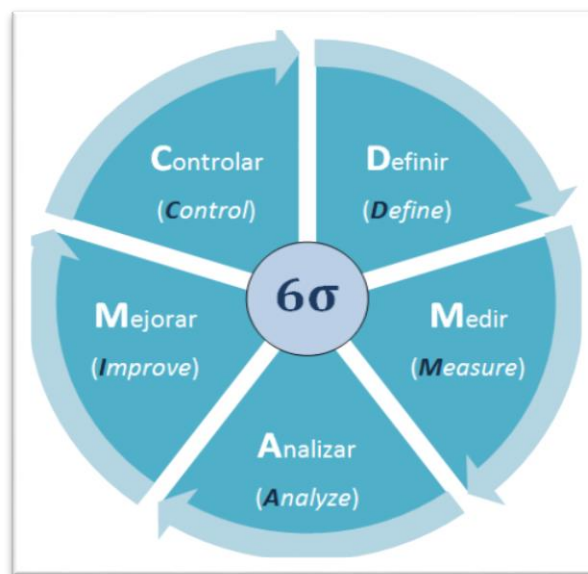 Controlar
(Control)
Definir
(Define)
6σ
Mejorar
(Improve)
Medir
(Measure)
Analizar
(Analyze)